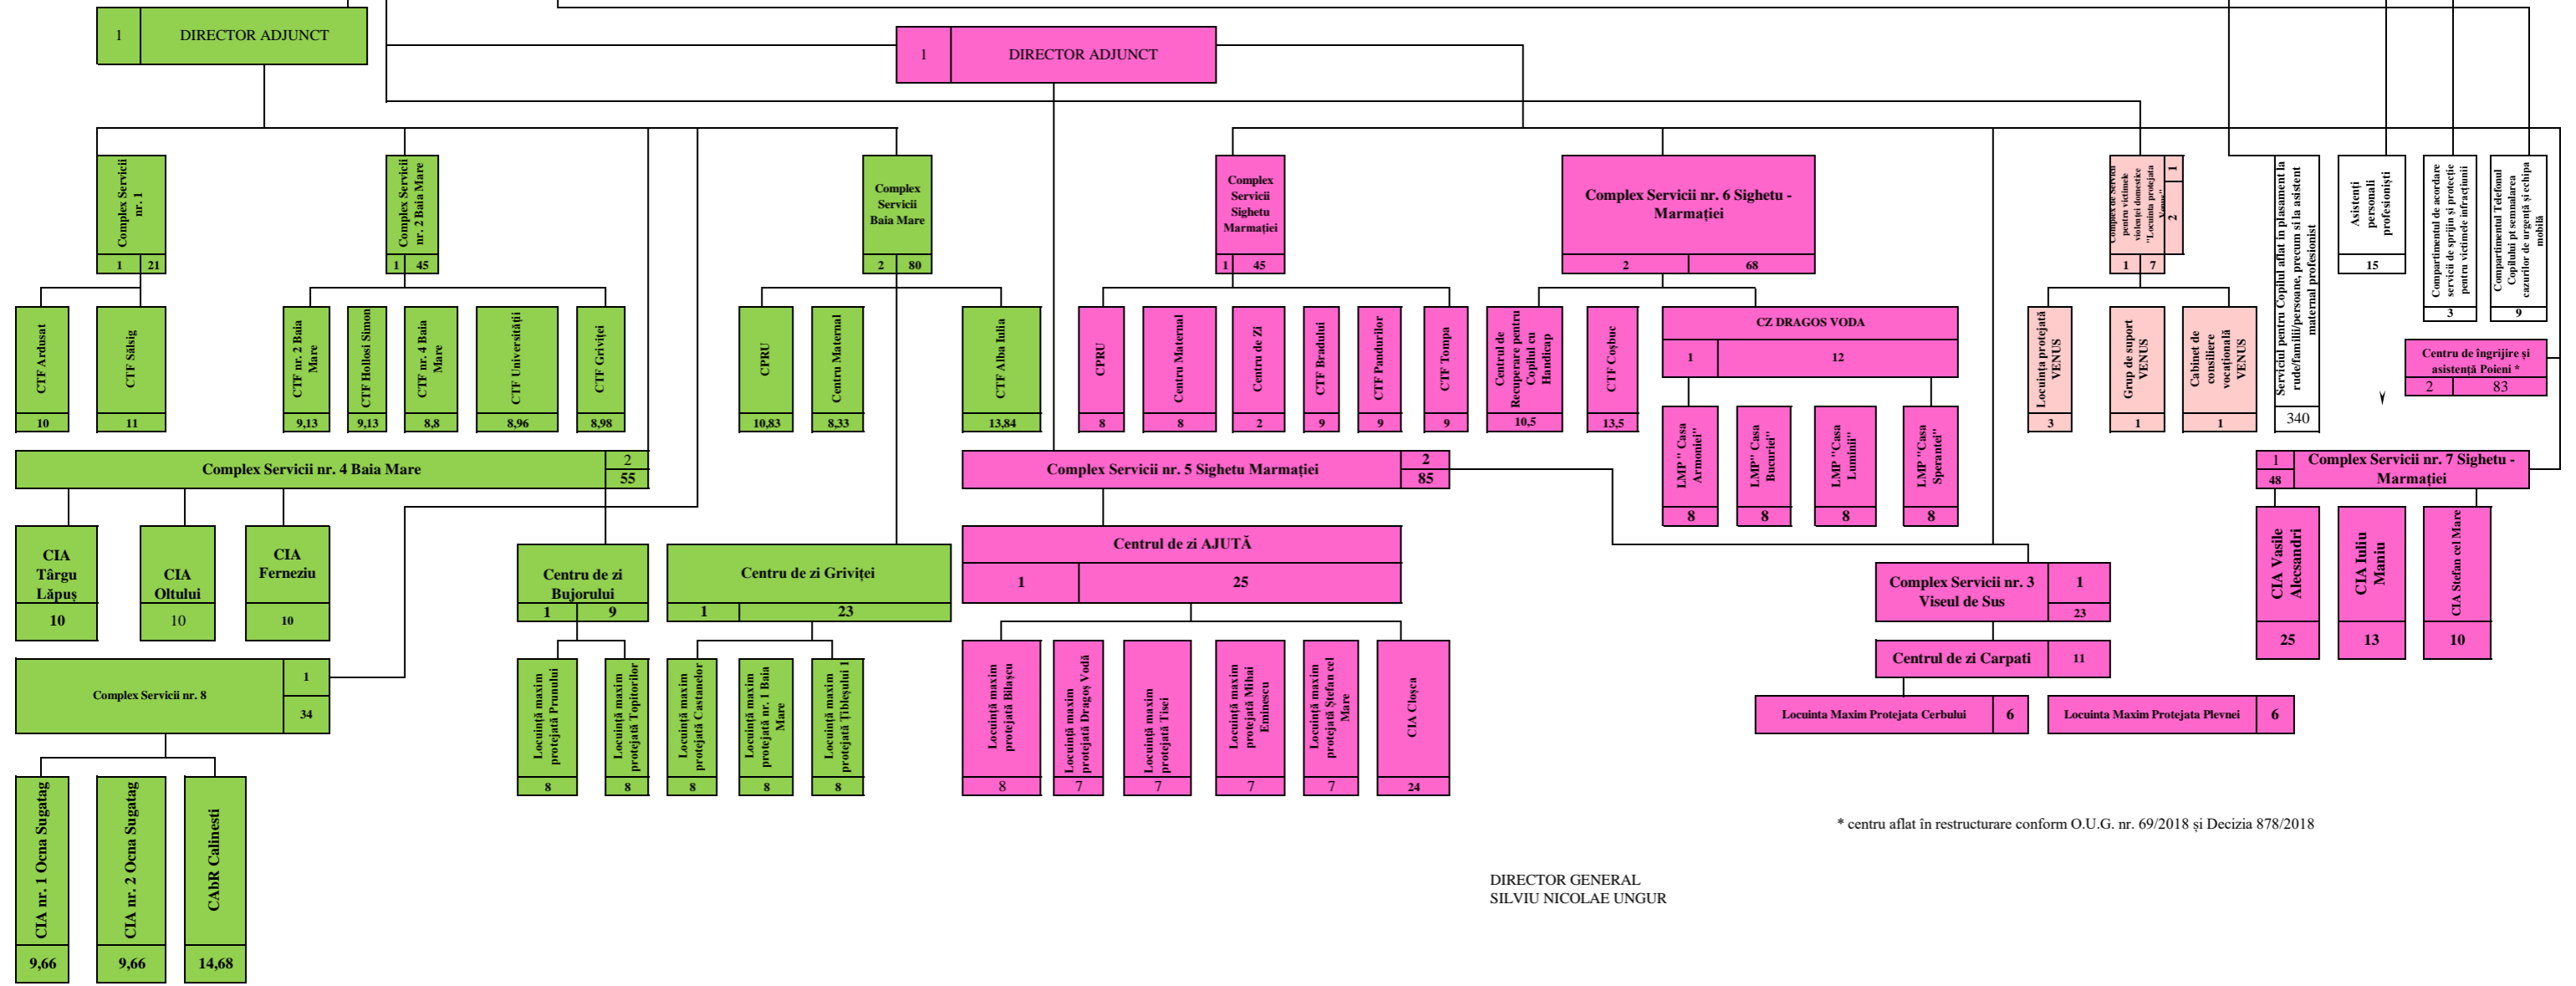 1 DIRECTOR ADJUNCT
1 DIRECTOR ADJUNCT
Complex Servicii
nr. 1
1 21
Complex Servicii
nr. 2 Baia Mare
1 45
Complex
Servicii
Baia Mare
2 80
Complex
Servicii
Sighetu
Marmației
1 45
Complex Servicii nr. 6 Sighetu -
Marmației
2 68
Complex de Servicii
pentru victimele
violenței domestice
"Locuinta protejata
Venus"
1
2
1 7
Serviciul pentru Copilul aflat in plasament la
rude/familii/persoane, precum si la asistent
maternal profesionist
340
Asistenți
personali
profesioniști
15
Compartimentul de acordare
servicii de sprijin și protecție
pentru victimele infracțiunii
3
Compartimentul Telefonul
Copilului pt semnalarea
cazurilor de urgență și echipa
mobilă
9
CTF Ardusat
10
CTF Sălsig
11
CTF nr. 2 Baia
Mare
9,13
CTF Hollosi Simon
9,13
CTF nr. 4 Baia
Mare
8,8
CTF Universității
8,96
CTF Griviței
8,98
CPRU
10,83
Centru Maternal
8,33
CTF Alba Iulia
13,84
CPRU
8
Centru Maternal
8
Centru de Zi
2
CTF Bradului
9
CTF Pandurilor
9
CTF Tompa
9
Centrul de
Recuperare pentru
Copilul cu
Handicap
10,5
CTF Coșbuc
13,5
CZ DRAGOS VODA
1 12
LMP " Casa
Armoniei"
8
LMP" Casa
Bucuriei"
8
LMP "Casa
Luminii"
8
LMP "Casa
Sperantei"
8
Locuința protejată
VENUS
3
Grup de suport
VENUS
1
Cabinet de
consiliere
vocațională
VENUS
1
Centru de îngrijire și
asistență Poieni *
2 83
Complex Servicii nr. 4 Baia Mare
2
55
Complex Servicii nr. 5 Sighetu Marmației
2
85
1
48
Complex Servicii nr. 7 Sighetu -
Marmației
CIA
Târgu
Lăpuș
10
CIA
Oltului
10
CIA
Ferneziu
10
Centru de zi
Bujorului
1 9
Centru de zi Griviței
1 23
Centrul de zi AJUTĂ
1 25
Complex Servicii nr. 3
Viseul de Sus
1
23
CIA Vasile
Alecsandri
25
CIA Iuliu
Maniu
13
CIA Stefan cel Mare
10
Centrul de zi Carpati 11
Locuinta Maxim Protejata Cerbului 6
Locuinta Maxim Protejata Plevnei 6
Complex Servicii nr. 8
1
34
Locuință maxim
protejată Prunului
8
Locuință maxim
protejată Topitorilor
8
Locuință maxim
protejată Castanelor
8
Locuință maxim
protejată nr. 1 Baia
Mare
8
Locuință maxim
protejată Țibleșului 1
8
Locuință maxim
protejată Bilașcu
8
Locuință maxim
protejată Dragoș Vodă
7
Locuință maxim
protejată Tisei
7
Locuință maxim
protejată Mihai
Eminescu
7
Locuință maxim
protejată Ștefan cel
Mare
7
CIA Cioșca
24
CIA nr. 1 Ocna Sugatag
9,66
CIA nr. 2 Ocna Sugatag
9,66
CAbR Calinesti
14,68
* centru aflat în restructurare conform O.U.G. nr. 69/2018 și Decizia 878/2018
DIRECTOR GENERAL
SILVIU NICOLAE UNGUR